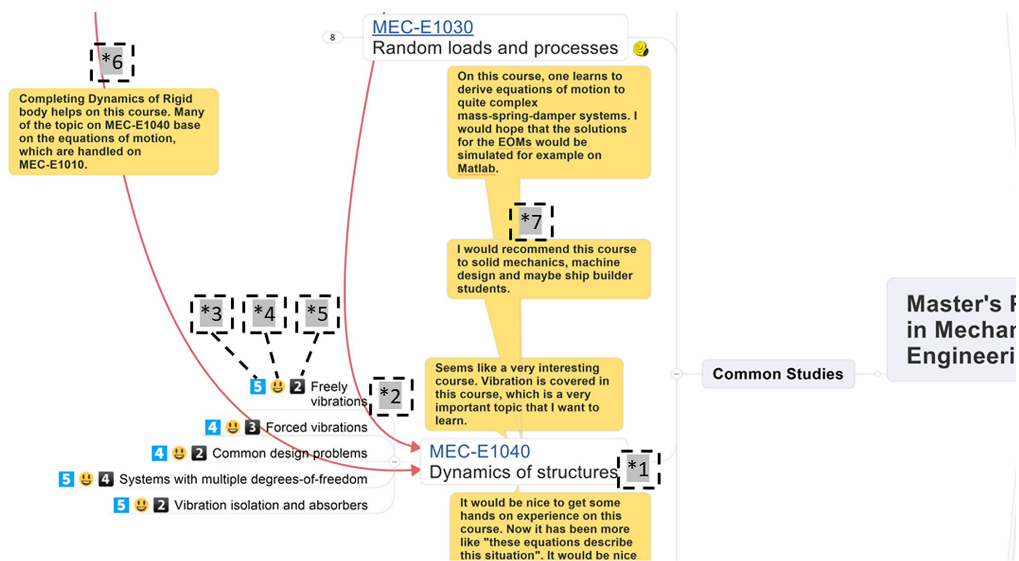 8
MEC-E1030
Random loads and processes
*6
Completing Dynamics of Rigid
body helps on this course. Many
of the topic on MEC-E1040 base
on the equations of motion,
which are handled on
MEC-E1010.
On this course, one learns to
derive equations of motion to
quite complex
mass-spring-damper systems. I
would hope that the solutions
for the EOMs would be
simulated for example on
Matlab.
*7
I would recommend this course
to solid mechanics, machine
design and maybe ship builder
students.
*3 *4 *5
Seems like a very interesting
course. Vibration is covered in
this course, which is a very
important topic that I want to
learn.
5 2 Freely
vibrations
*2
4 3 Forced vibrations
4 2 Common design problems
5 4 Systems with multiple degrees-of-freedom
5 2 Vibration isolation and absorbers
MEC-E1040
Dynamics of structures
*1
It would be nice to get some
hands on experience on this
course. Now it has been more
like "these equations describe
this situation". It would be nice
Common Studies
Master's
in Mechan
Engineeri